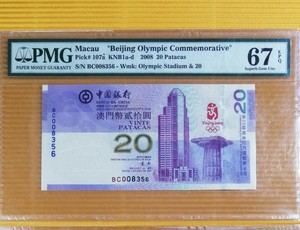 PMG
PAPER MONEY GUARANTY
Macau "Beijing Olympic Commemorative"
Pick# 107a KNB1a-d 2008 20 Patacas
S/N BC008356 - Wmk: Olympic Stadium & 20
67 EPQ
Superb Gem Unc
中國銀行
20
BC008356
澳門幣貳拾圓
VINTE
PATACAS
20
BC008356